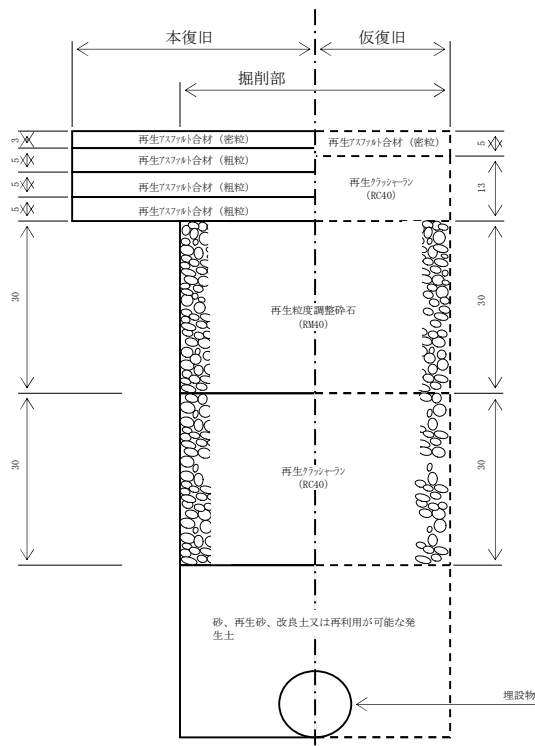 本復旧
仮復旧
掘削部
3
再生アスファルト合材（密粒）
再生アスファルト合材（密粒）
5
5
再生アスファルト合材（粗粒）
5
再生アスファルト合材（粗粒）
再生クラッシャーラン
(RC40)
13
5
再生アスファルト合材（粗粒）
30
再生粒度調整砕石
(RM40)
30
30
再生クラッシャーラン
(RC40)
30
砂、再生砂、改良土又は再利用が可能な発
生土
埋設物